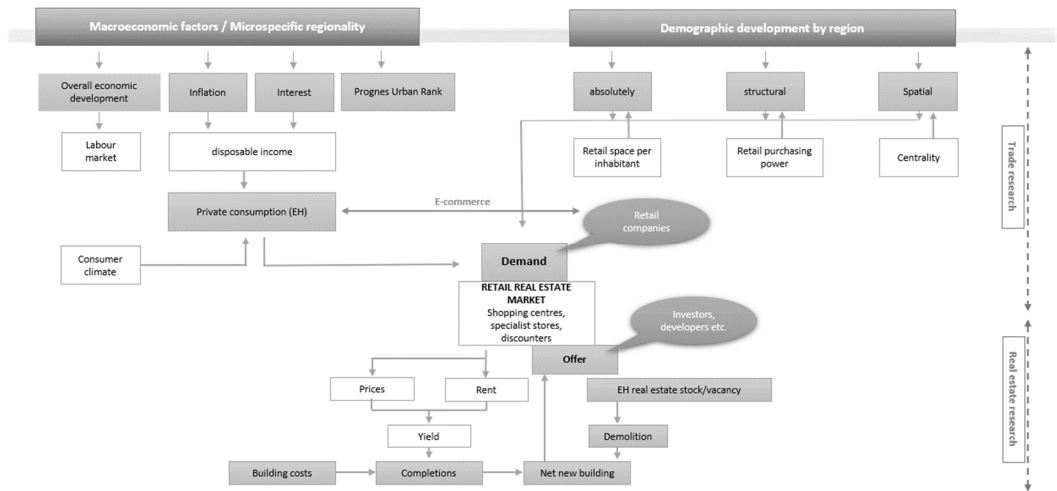 Macroeconomic factors / Microspecific regionality
Demographic development by region
Overall economic
development
Inflation
Interest
Prognes Urban Rank
absolutely
structural
Spatial
Labour
market
disposable income
Retail space per
inhabitant
Retail purchasing
power
Centrality
Trade research
Private consumption (EH)
E-commerce
Retail
companies
Consumer
climate
Demand
RETAIL REAL ESTATE
MARKET
Shopping centres,
specialist stores,
discounters
Investors,
developers etc.
Offer
Prices
Rent
EH real estate stock/vacancy
Real estate research
Yield
Demolition
Building costs
Completions
Net new building